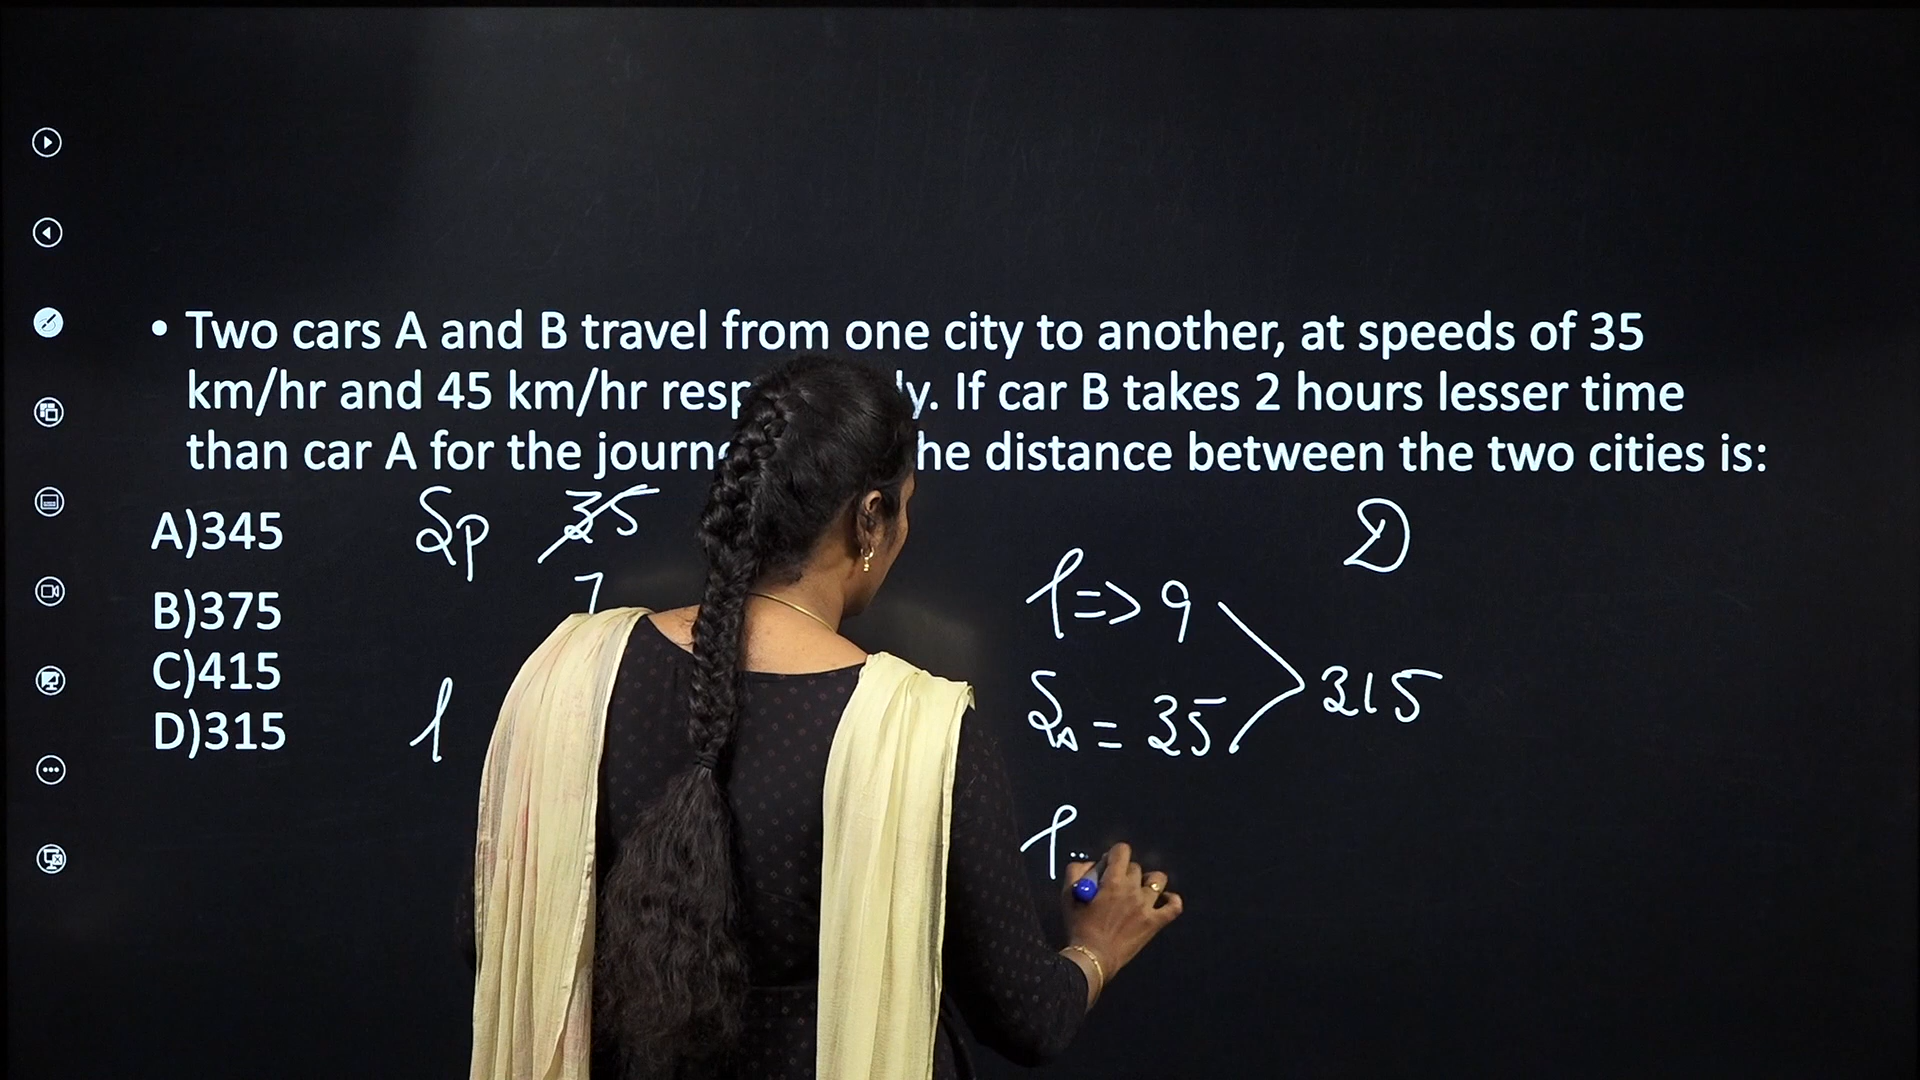 • Two cars A and B travel from one city to another, at speeds of 35
km/hr and 45 km/hr resp ly. If car B takes 2 hours lesser time
than car A for the journe he distance between the two cities is:
A)345
B)375
C)415
D)315
Sp 35
7
t
D
t => 9
S_A = 35
315
t